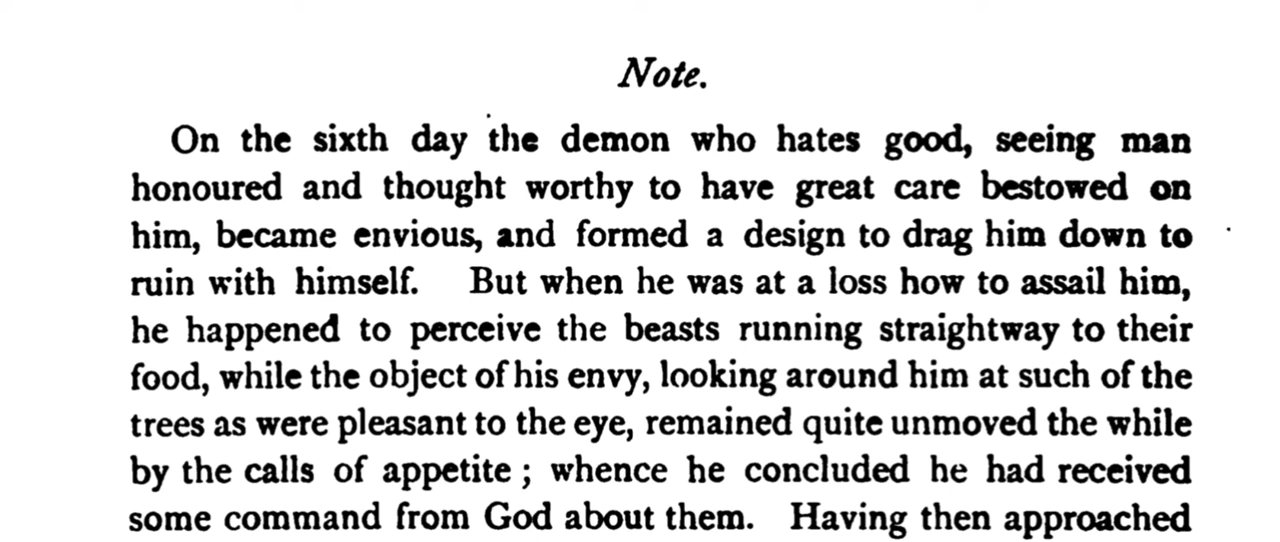 Note.
On the sixth day the demon who hates good, seeing man
honoured and thought worthy to have great care bestowed on
him, became envious, and formed a design to drag him down to
ruin with himself. But when he was at a loss how to assail him,
he happened to perceive the beasts running straightway to their
food, while the object of his envy, looking around him at such of the
trees as were pleasant to the eye, remained quite unmoved the while
by the calls of appetite ; whence he concluded he had received
some command from God about them. Having then approached